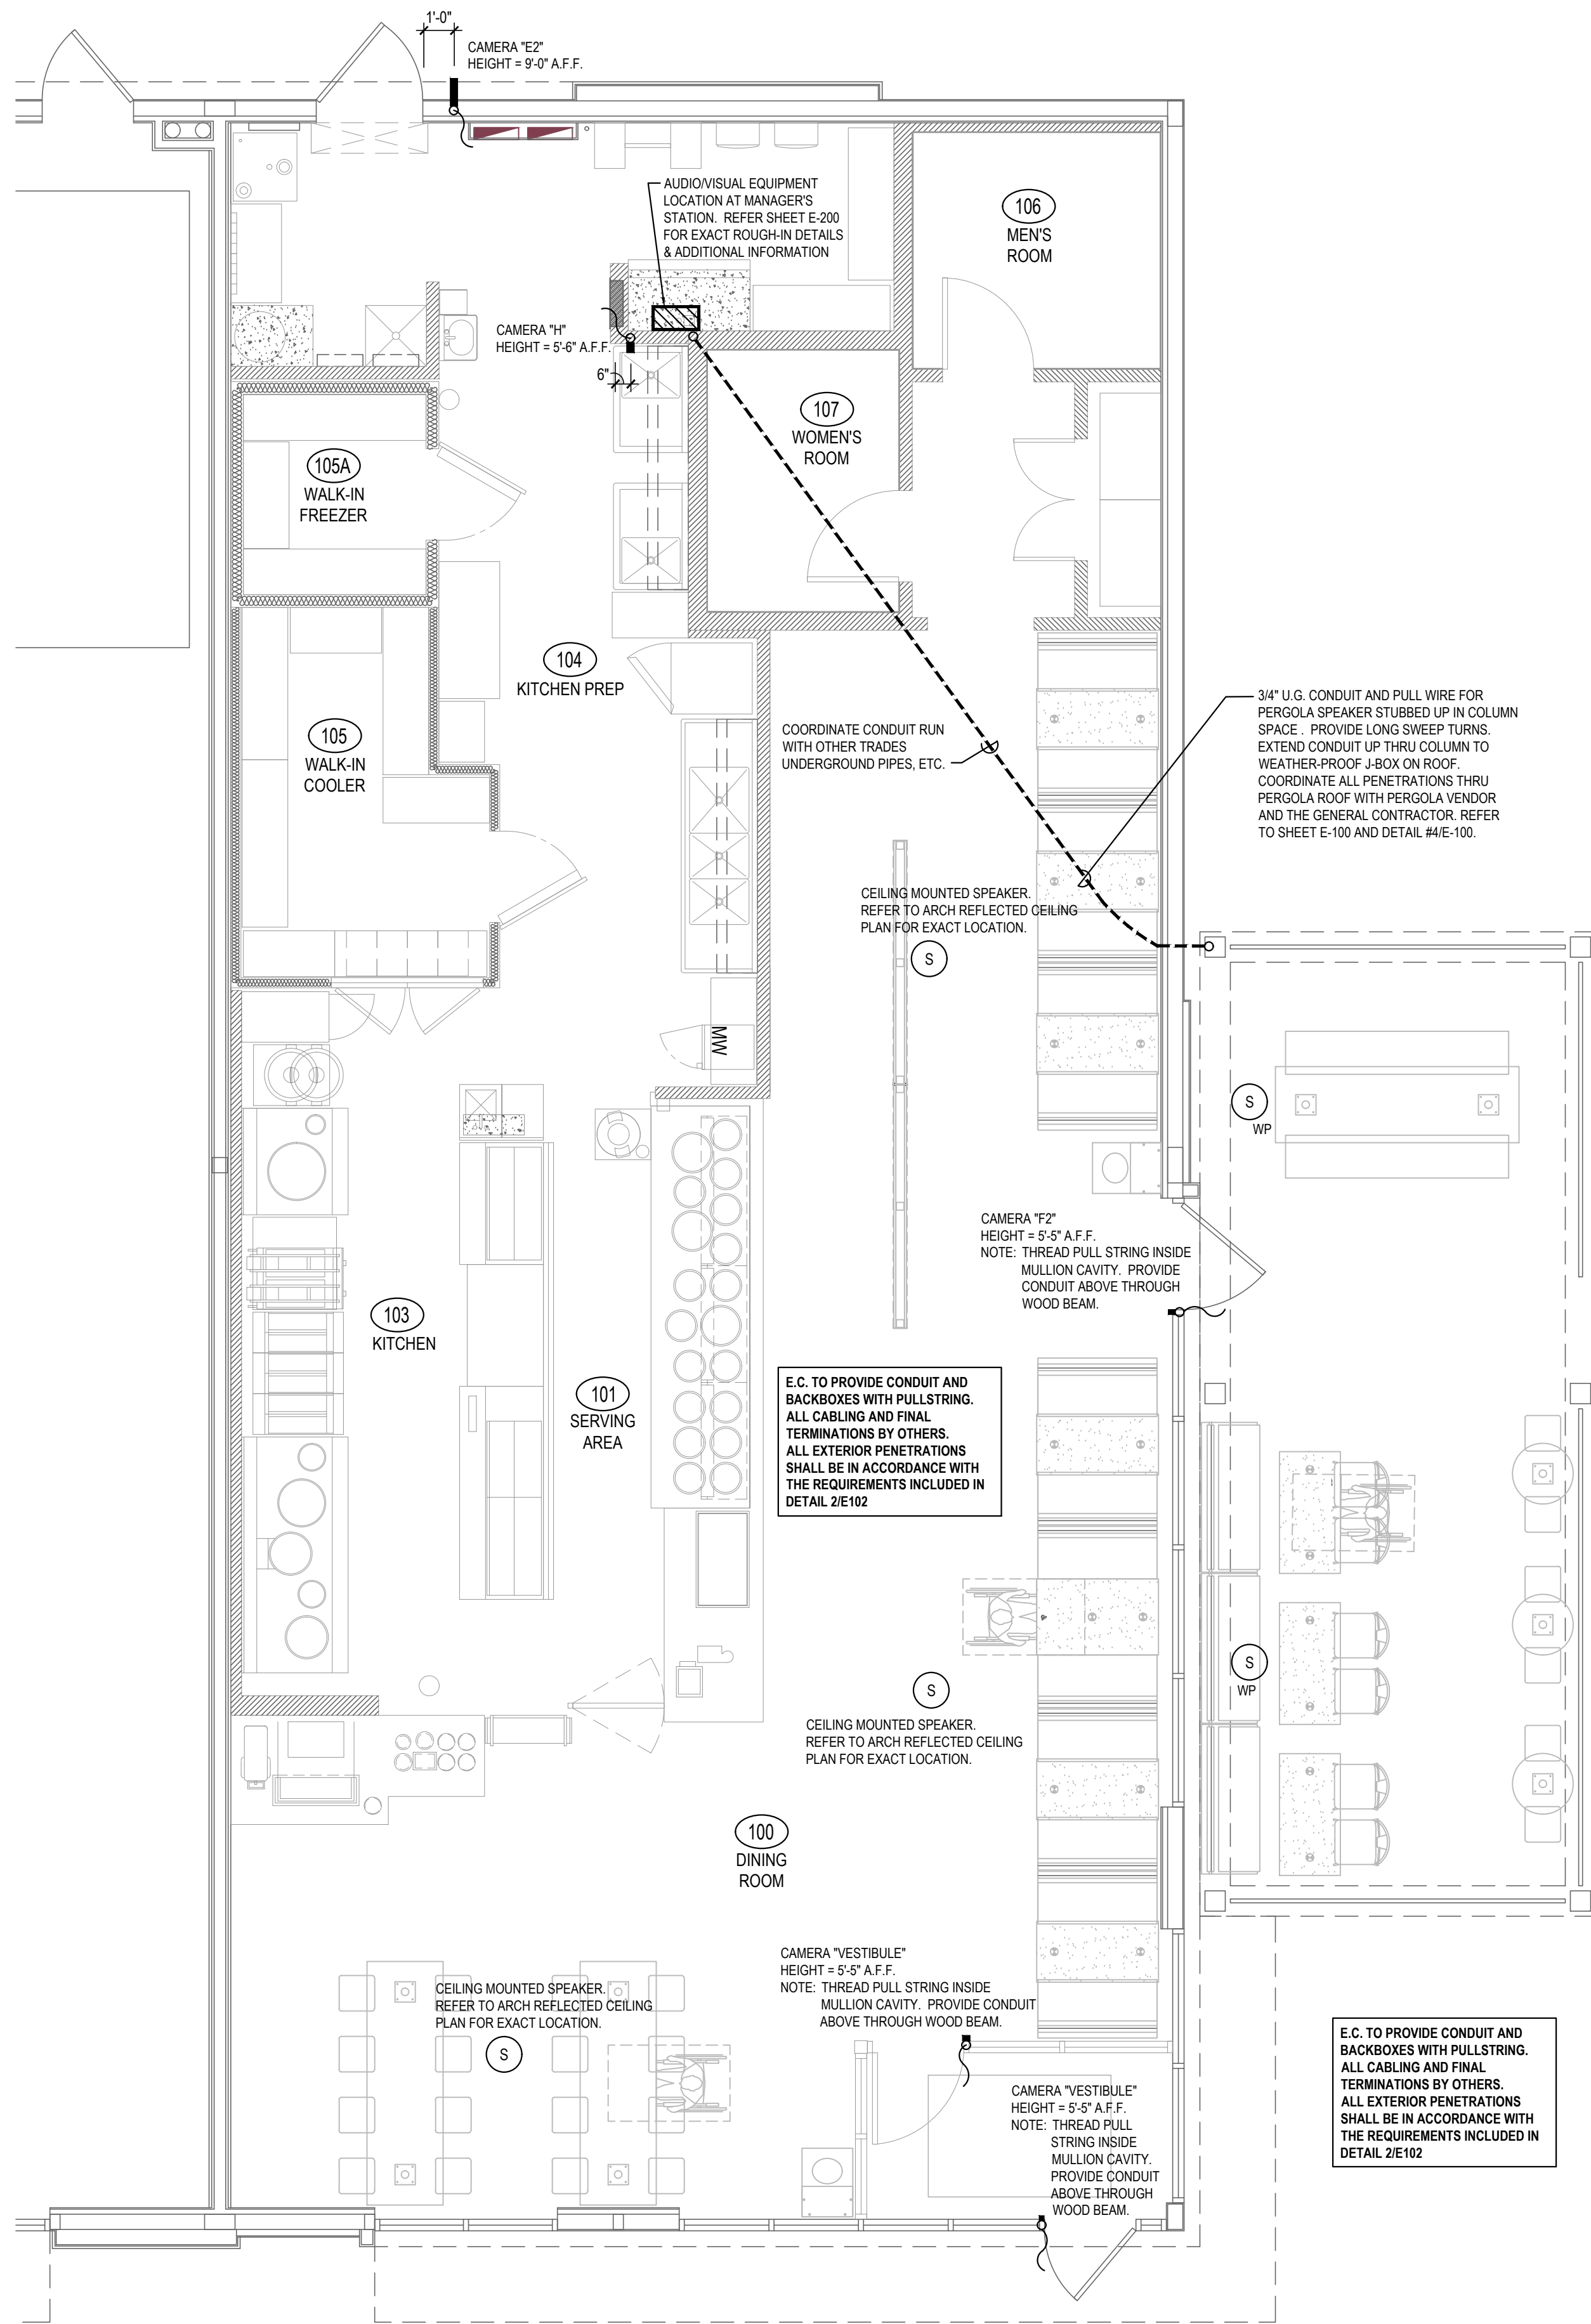 1'-0"
CAMERA "E2"
HEIGHT = 9'-0" A.F.F.
AUDIO/VISUAL EQUIPMENT
LOCATION AT MANAGER'S
STATION. REFER SHEET E-200
FOR EXACT ROUGH-IN DETAILS
& ADDITIONAL INFORMATION
106
MEN'S
ROOM
CAMERA "H"
HEIGHT = 5'-6" A.F.F.
6"
107
WOMEN'S
ROOM
105A
WALK-IN
FREEZER
104
KITCHEN PREP
105
WALK-IN
COOLER
COORDINATE CONDUIT RUN
WITH OTHER TRADES
UNDERGROUND PIPES, ETC.
3/4" U.G. CONDUIT AND PULL WIRE FOR
PERGOLA SPEAKER STUBBED UP IN COLUMN
SPACE . PROVIDE LONG SWEEP TURNS.
EXTEND CONDUIT UP THRU COLUMN TO
WEATHER-PROOF J-BOX ON ROOF.
COORDINATE ALL PENETRATIONS THRU
PERGOLA ROOF WITH PERGOLA VENDOR
AND THE GENERAL CONTRACTOR. REFER
TO SHEET E-100 AND DETAIL #4/E-100.
CEILING MOUNTED SPEAKER.
REFER TO ARCH REFLECTED CEILING
PLAN FOR EXACT LOCATION.
S
MW
S
WP
CAMERA "F2"
HEIGHT = 5'-5" A.F.F.
NOTE: THREAD PULL STRING INSIDE
MULLION CAVITY. PROVIDE
CONDUIT ABOVE THROUGH
WOOD BEAM.
103
KITCHEN
101
SERVING
AREA
E.C. TO PROVIDE CONDUIT AND
BACKBOXES WITH PULLSTRING.
ALL CABLING AND FINAL
TERMINATIONS BY OTHERS.
ALL EXTERIOR PENETRATIONS
SHALL BE IN ACCORDANCE WITH
THE REQUIREMENTS INCLUDED IN
DETAIL 2/E102
S
WP
S
CEILING MOUNTED SPEAKER.
REFER TO ARCH REFLECTED CEILING
PLAN FOR EXACT LOCATION.
100
DINING
ROOM
CAMERA "VESTIBULE"
HEIGHT = 5'-5" A.F.F.
NOTE: THREAD PULL STRING INSIDE
MULLION CAVITY. PROVIDE CONDUIT
ABOVE THROUGH WOOD BEAM.
CEILING MOUNTED SPEAKER.
REFER TO ARCH REFLECTED CEILING
PLAN FOR EXACT LOCATION.
S
CAMERA "VESTIBULE"
HEIGHT = 5'-5" A.F.F.
NOTE: THREAD PULL
STRING INSIDE
MULLION CAVITY.
PROVIDE CONDUIT
ABOVE THROUGH
WOOD BEAM.
E.C. TO PROVIDE CONDUIT AND
BACKBOXES WITH PULLSTRING.
ALL CABLING AND FINAL
TERMINATIONS BY OTHERS.
ALL EXTERIOR PENETRATIONS
SHALL BE IN ACCORDANCE WITH
THE REQUIREMENTS INCLUDED IN
DETAIL 2/E102